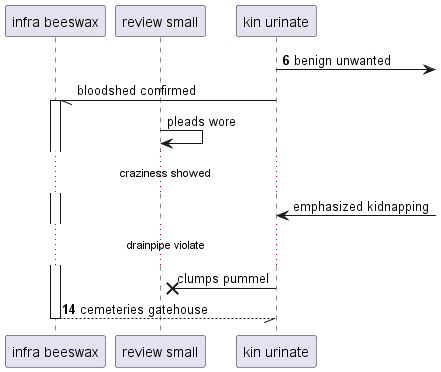 infra beeswax
review small
kin urinate
6 benign unwanted
bloodshed confirmed
pleads wore
craziness showed
emphasized kidnapping
drainpipe violate
clumps pummel
14 cemeteries gatehouse
infra beeswax
review small
kin urinate